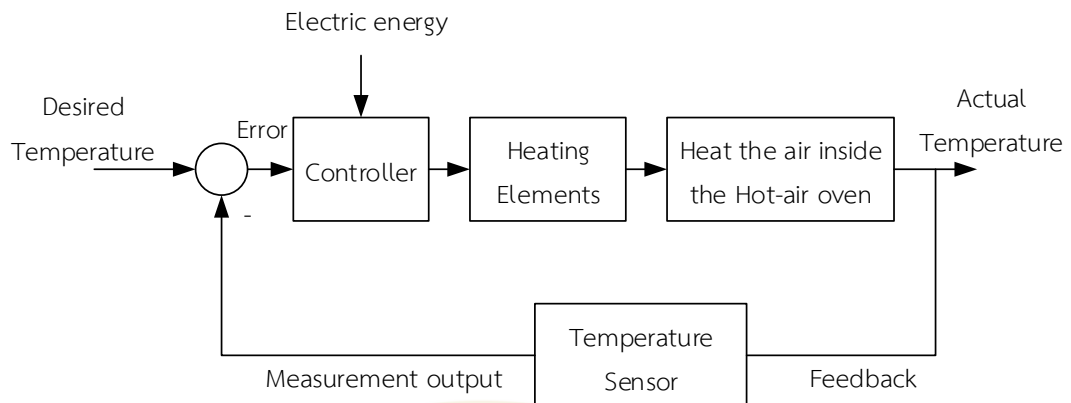 Electric energy
Desired
Temperature
Error
Controller
Heating
Elements
Heat the air inside
the Hot-air oven
Actual
Temperature
-
Temperature
Sensor
Measurement output
Feedback